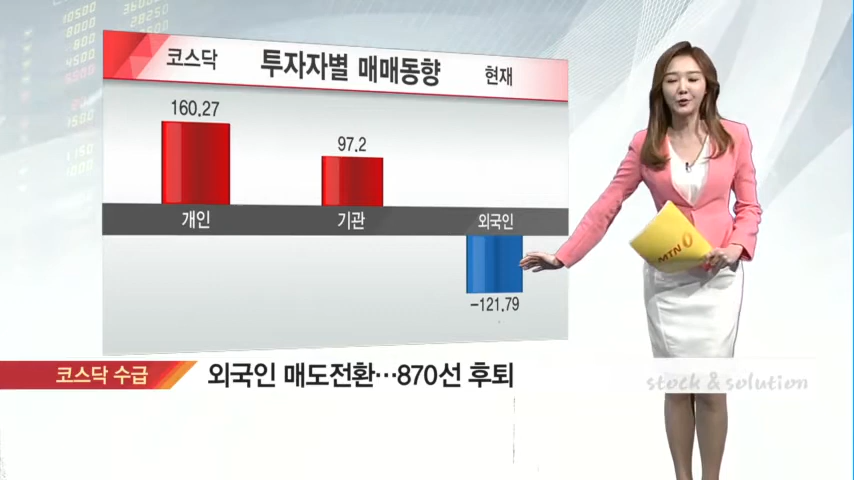 코스닥 투자자별 매매동향 현재
160.27
97.2
개인 기관 외국인
-121.79
MTN
코스닥 수급 외국인 매도전환…870선 후퇴
stock & solution